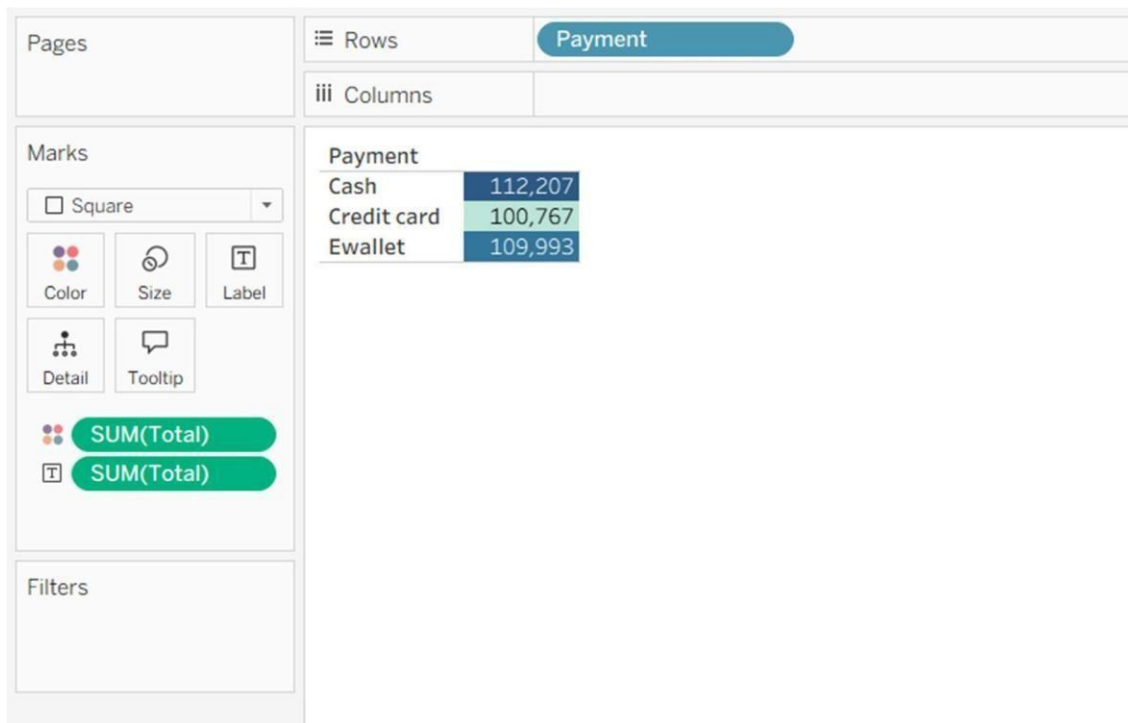 Pages
Rows
Payment
Columns
Marks
Square
Color
Size
T
Label
Detail
Tooltip
SUM(Total)
T
SUM(Total)
Filters
Payment
Cash 112,207
Credit card 100,767
Ewallet 109,993